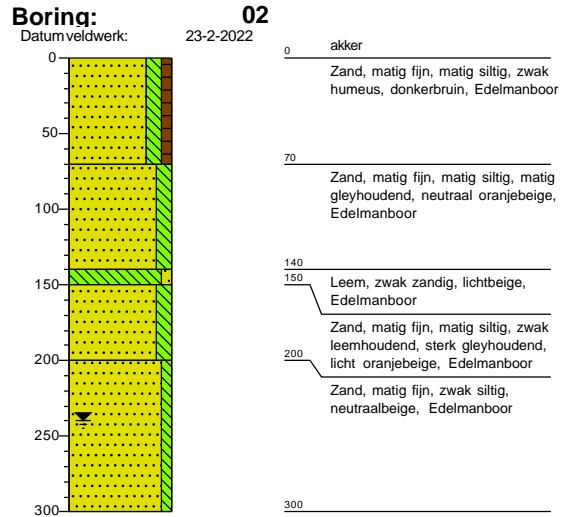 Boring: 02
Datum veldwerk: 23-2-2022
0
50
100
150
200
250
300
0 akker
Zand, matig fijn, matig siltig, zwak
humeus, donkerbruin, Edelmanboor
70
Zand, matig fijn, matig siltig, matig
gleyhoudend, neutraal oranjebeige,
Edelmanboor
140
150
Leem, zwak zandig, lichtbeige,
Edelmanboor
Zand, matig fijn, matig siltig, zwak
leemhoudend, sterk gleyhoudend,
licht oranjebeige, Edelmanboor
200
Zand, matig fijn, zwak siltig,
neutraalbeige, Edelmanboor
300